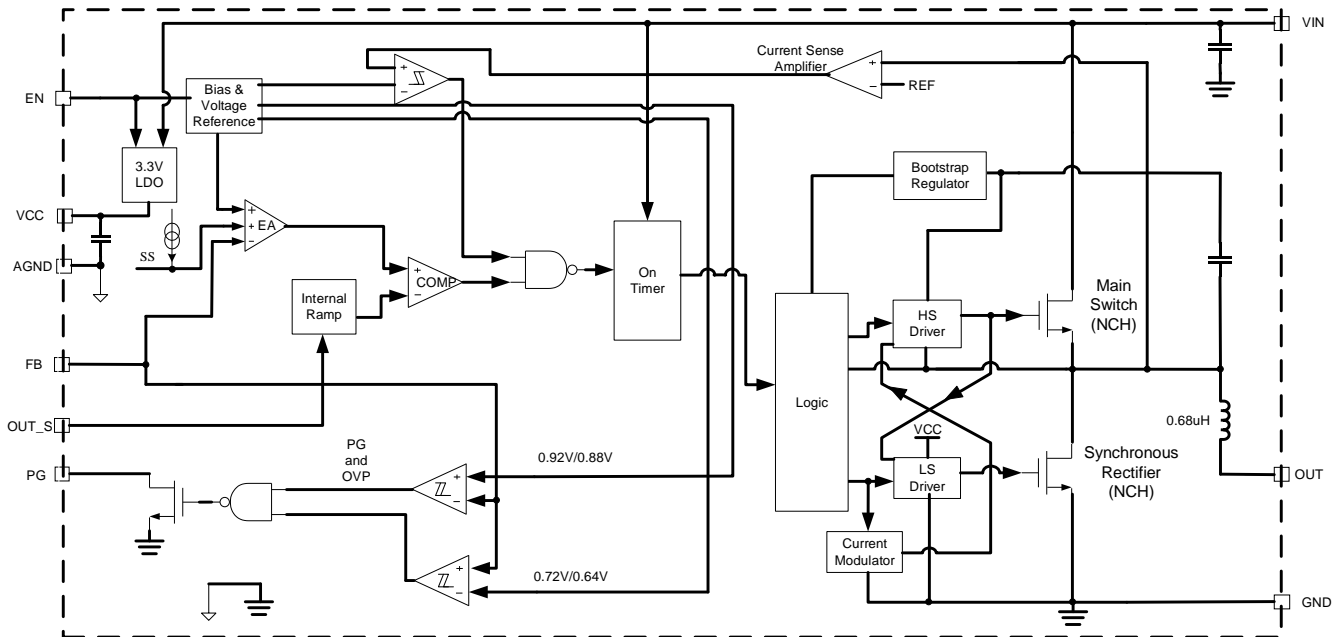 VIN
Current Sense
Amplifier
+
−
REF
+
−
EN
Bias &
Voltage
Reference
3.3V
LDO
Bootstrap
Regulator
VCC
SS
+
+
−
EA
AGND
On
Timer
+
−
COMP
Internal
Ramp
Main
Switch
(NCH)
HS
Driver
FB
Logic
OUT_S
0.68uH
VCC
PG
and
OVP
0.92V/0.88V
Synchronous
Rectifier
(NCH)
PG
+
−
LS
Driver
OUT
Current
Modulator
+
−
0.72V/0.64V
GND